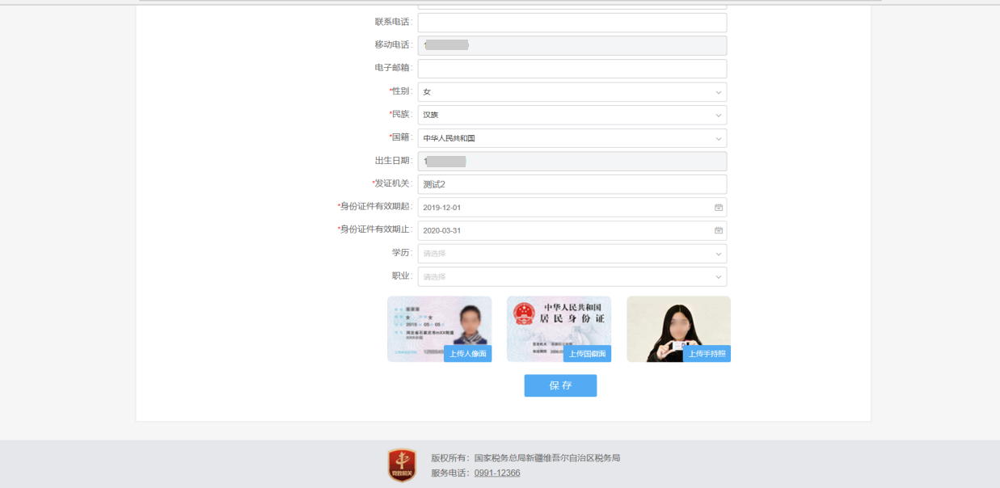 联系电话:
移动电话: 1
电子邮箱:
*性别: 女
*民族: 汉族
*国籍: 中华人民共和国
出生日期: 1
*发证机关: 测试2
*身份证件有效期起: 2019-12-01
*身份证件有效期止: 2020-03-31
学历: 请选择
职业: 请选择
上传人像面
中华人民共和国
居民身份证
上传国徽面
上传手持照
保存
党政机关
版权所有：国家税务总局新疆维吾尔自治区税务局
服务电话：0991-12366